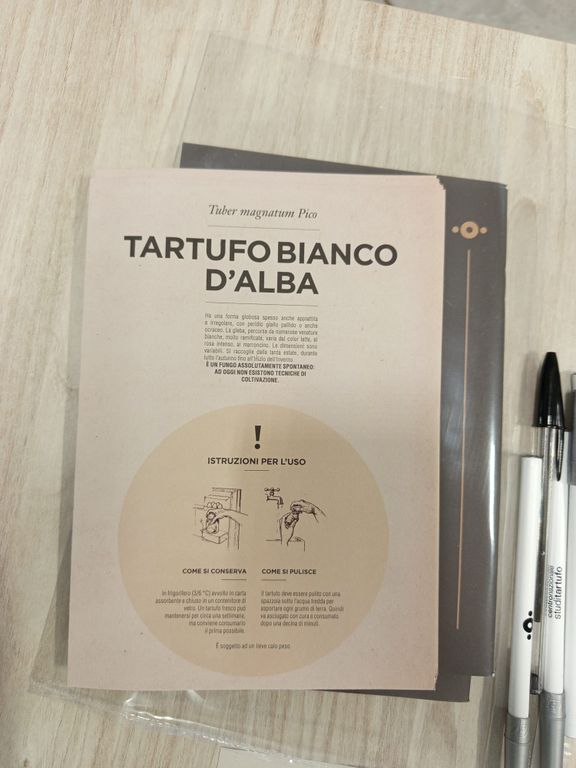 Tuber magnatum Pico
TARTUFO BIANCO
D'ALBA
Ha una forma globosa spesso anche appiattita
e irregolare, con peridio giallo pallido o anche
ocraceo. La gleba, percorsa da numerose venature
bianche, molto ramificate, varia dal color latte, al
rosa intenso, al marroncino. Le dimensioni sono
variabili. Si raccoglie dalla tarda estate, durante
tutto l'autunno fino all'inizio dell'inverno.
È UN FUNGO ASSOLUTAMENTE SPONTANEO:
AD OGGI NON ESISTONO TECNICHE DI
COLTIVAZIONE.
!
ISTRUZIONI PER L'USO
COME SI CONSERVA
In frigorifero (3/6 °C) avvolto in carta
assorbente e chiuso in un contenitore di
vetro. Un tartufo fresco può
mantenersi per circa una settimana,
ma conviene consumarlo
il prima possibile.
COME SI PULISCE
Il tartufo deve essere pulito con una
spazzola sotto l'acqua fredda per
asportare ogni grumo di terra. Quindi
va asciugato con cura e consumato
dopo una decina di minuti.
È soggetto ad un lieve calo peso.
centronazionale
studitartufo